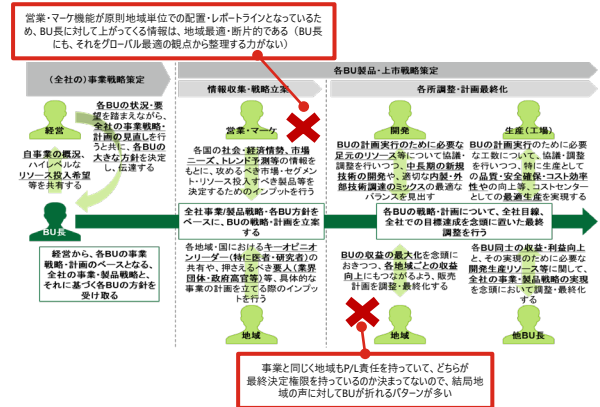 営業・マーケ機能が原則地域単位での配置・レポートラインとなっているた
め、BU長に対して上がってくる情報は、地域最適・断片的である（BU長
にも、それをグローバル最適の観点から整理する力がない）
（全社の）事業戦略策定
各BU製品・上市戦略策定
情報収集・戦略立案
各所調整・計画最終化
経営
各BUの状況・要
望を踏まえながら、
全社の事業戦略・
計画の見直しを行
うと共に、各BUの
大きな方針を決定
し、伝達する
自事業の概況、
ハイレベルな
リソース投入希望
等を共有する
BU長
経営から、各BUの事業
戦略・計画のベースとなる、
全社の事業・製品戦略と、
それに基づく各BUの方針を
受け取る
営業・マーケ
各国の社会・経済情勢、市場
ニーズ、トレンド予測等の情報を
もとに、攻めるべき市場・セグメン
ト・リソース投入すべき製品等を
決定するためのインプットを行う
全社事業/製品戦略・各BU方針を
ベースに、BUの戦略・計画を立案
する
各地域・国におけるキーオピニオ
ンリーダー（特に医者・研究者）
の共有や、押さえるべき要人（業界
団体・政府高官等）等、具体的な
事業の計画を立てる際のインプッ
トを行う
地域
開発
BUの計画実行のために必要な
足元のリソース等について協議・
調整を行いつつ、中長期の新規
技術の開発や、適切な内製・外
部技術調達のミックスの最適な
バランスを見出す
生産（工場）
BUの計画実行のために必要
な工数について、協議・調整
を行いつつ、特に生産として
の品質・安全確保・コスト効率
性やの向上等、コストセンター
としての最適生産を実現する
各BUの戦略・計画について、全社目線、
全社での目標達成を念頭に置いた最終
調整を行う
BUの収益の最大化を念頭に
おきつつ、各地域ごとの収益
向上にもつながるよう、販売
計画を調整・最終化する
地域
各BU同士の収益・利益向上
と、その実現のために必要な
開発生産リソース等に関して、
全社の事業・製品戦略の実現
を念頭において調整・最終化
する
他BU長
事業と同じく地域もP/L責任を持っていて、どちらが
最終決定権限を持っているのか決まってないので、結局地
域の声に対してBUが折れるパターンが多い